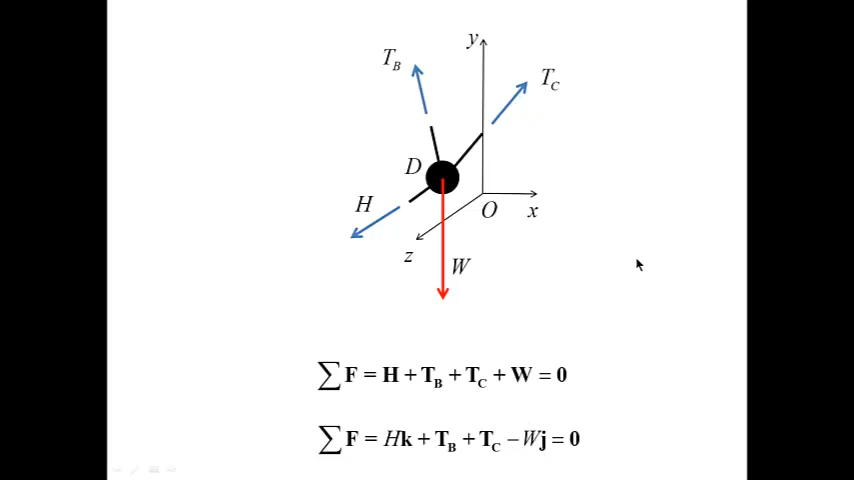 y
T_B
T_C
D
H
O
x
z
W
∑F = H + T_B + T_C + W = 0
∑F = Hk + T_B + T_C − Wj = 0